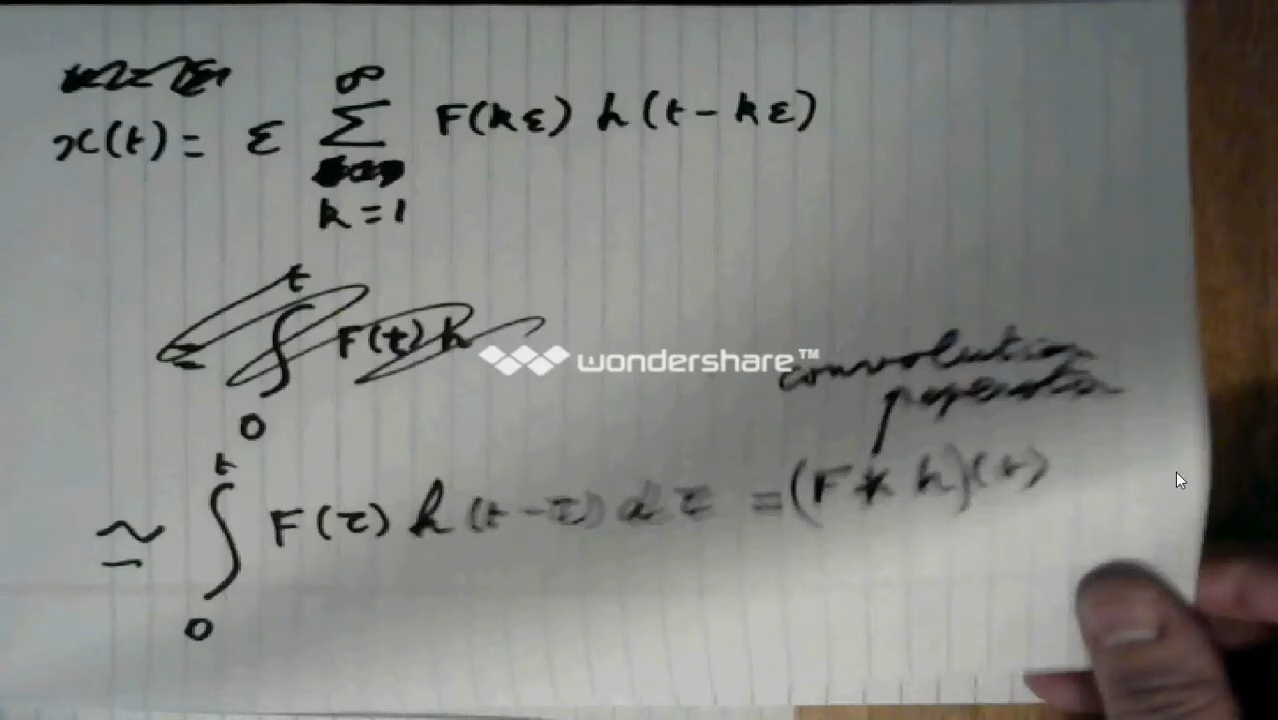 x(t) = ε ∑ F(kε) h(t - kε)
∞
k = 1
t
= ∫ F(τ) h
0
wondershare™
convolution
operator
≃ ∫ F(τ) h(t-τ) dτ = (F * h)(t)
t
0